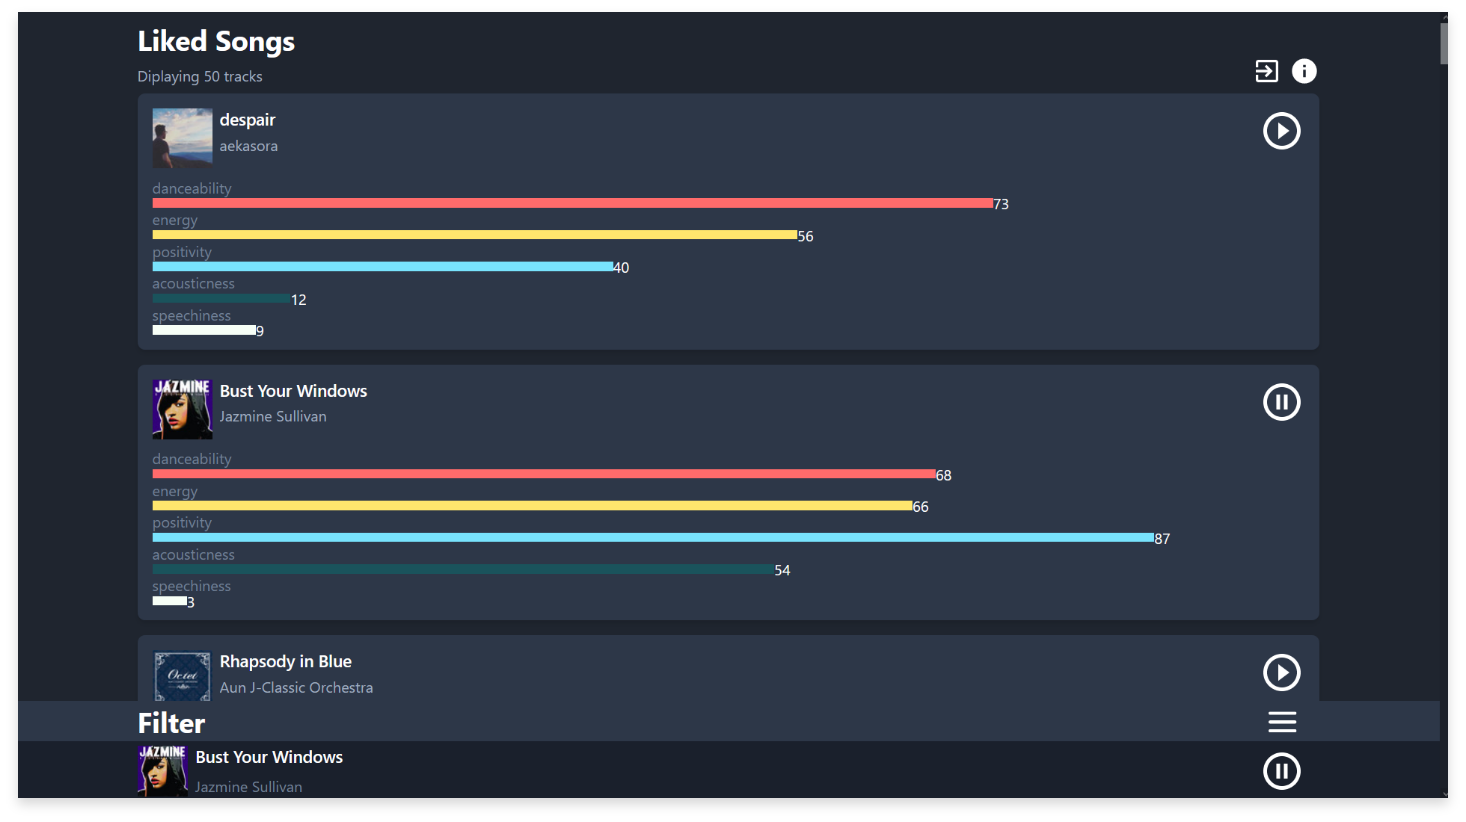 Liked Songs
Diplaying 50 tracks
despair
aekasora
danceability
73
energy
56
positivity
40
acousticness
12
speechiness
9
JAZMINE
Bust Your Windows
Jazmine Sullivan
danceability
68
energy
66
positivity
87
acousticness
54
speechiness
3
Octet
Rhapsody in Blue
Aun J-Classic Orchestra
Filter
JAZMINE
Bust Your Windows
Jazmine Sullivan